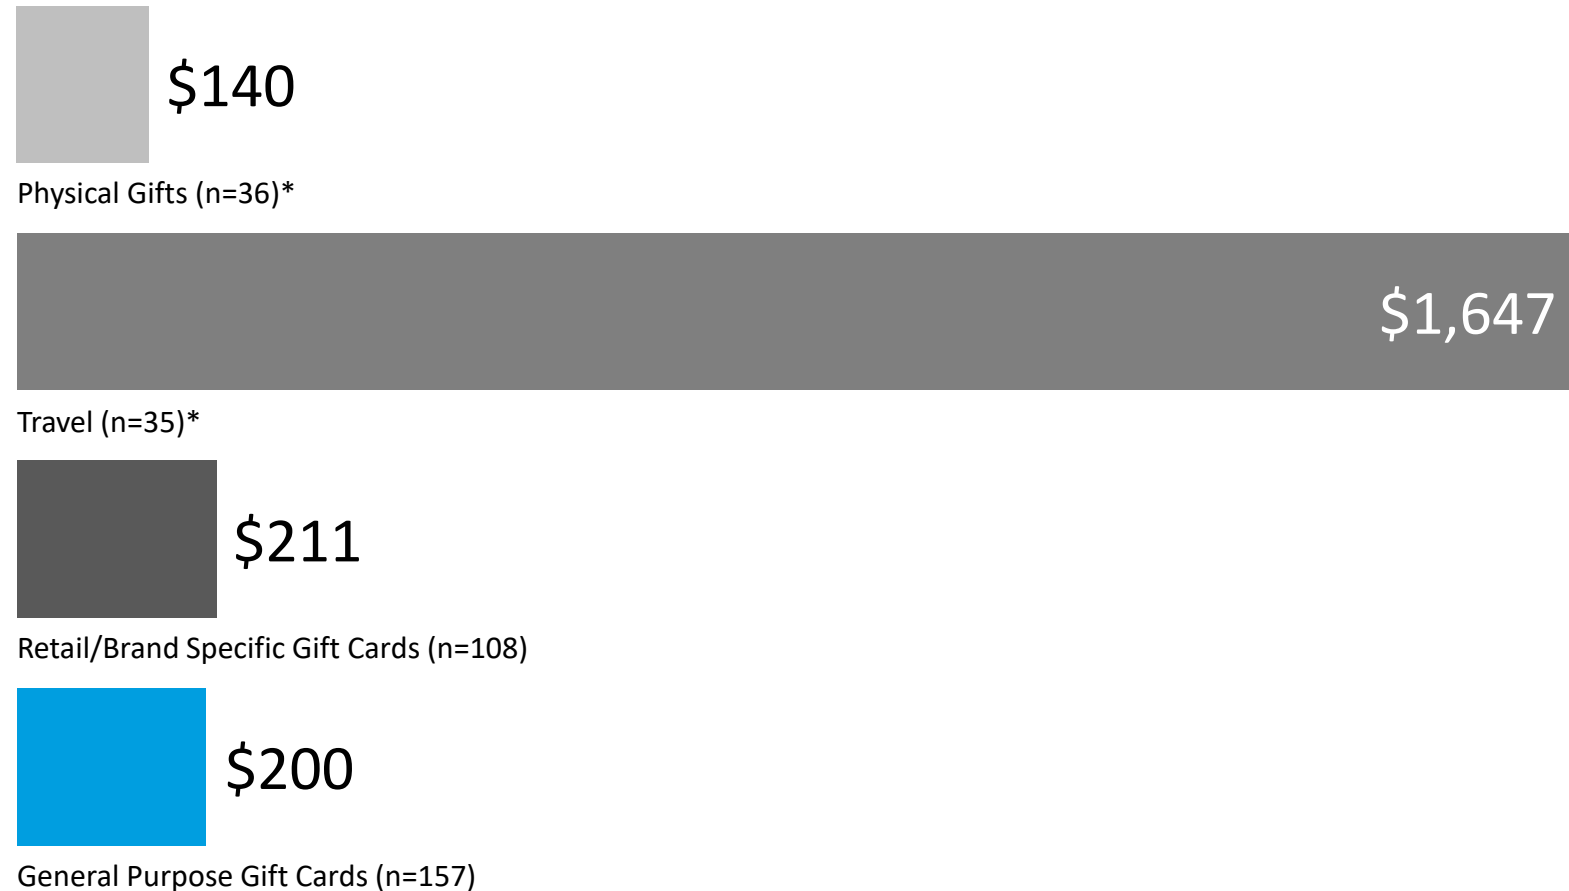 $140
Physical Gifts (n=36)*
$1,647
Travel (n=35)*
$211
Retail/Brand Specific Gift Cards (n=108)
$200
General Purpose Gift Cards (n=157)